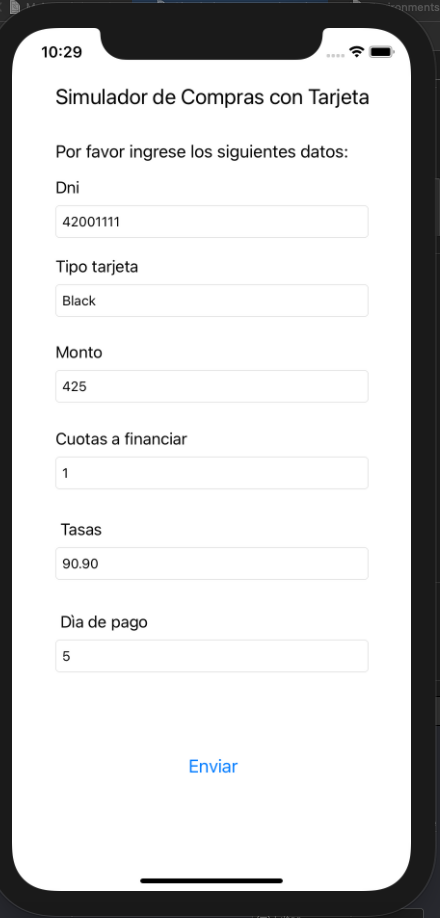 10:29
Simulador de Compras con Tarjeta
Por favor ingrese los siguientes datos:
Dni
42001111
Tipo tarjeta
Black
Monto
425
Cuotas a financiar
1
Tasas
90.90
Dìa de pago
5
Enviar